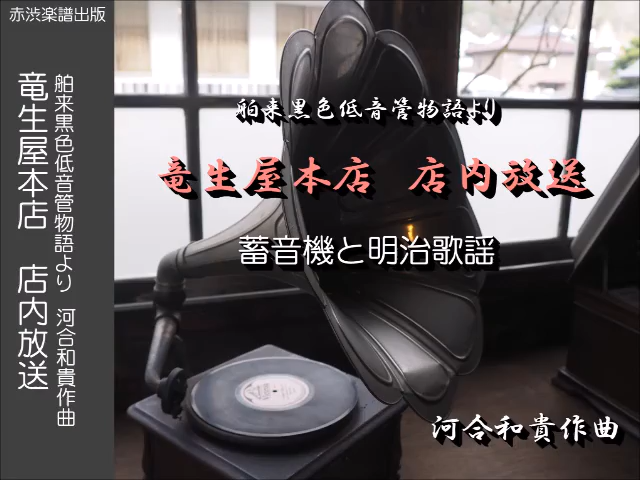 赤渋楽譜出版
舶来黒色低音管物語より 河合和貴作曲
竜生屋本店 店内放送
舶来黒色低音管物語より
竜生屋本店 店内放送
蓄音機と明治歌謡
河合和貴作曲